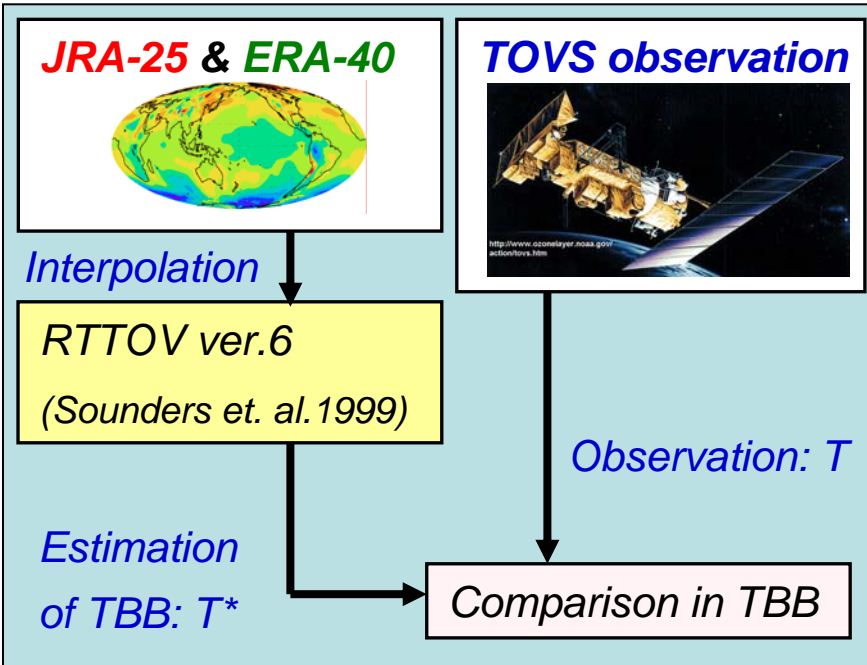 JRA-25 & ERA-40
TOVS observation
http://www.ozonelayer.noaa.gov/
action/tovs.htm
Interpolation
RTTOV ver.6
(Sounders et. al.1999)
Observation: T
Estimation
of TBB: T*
Comparison in TBB